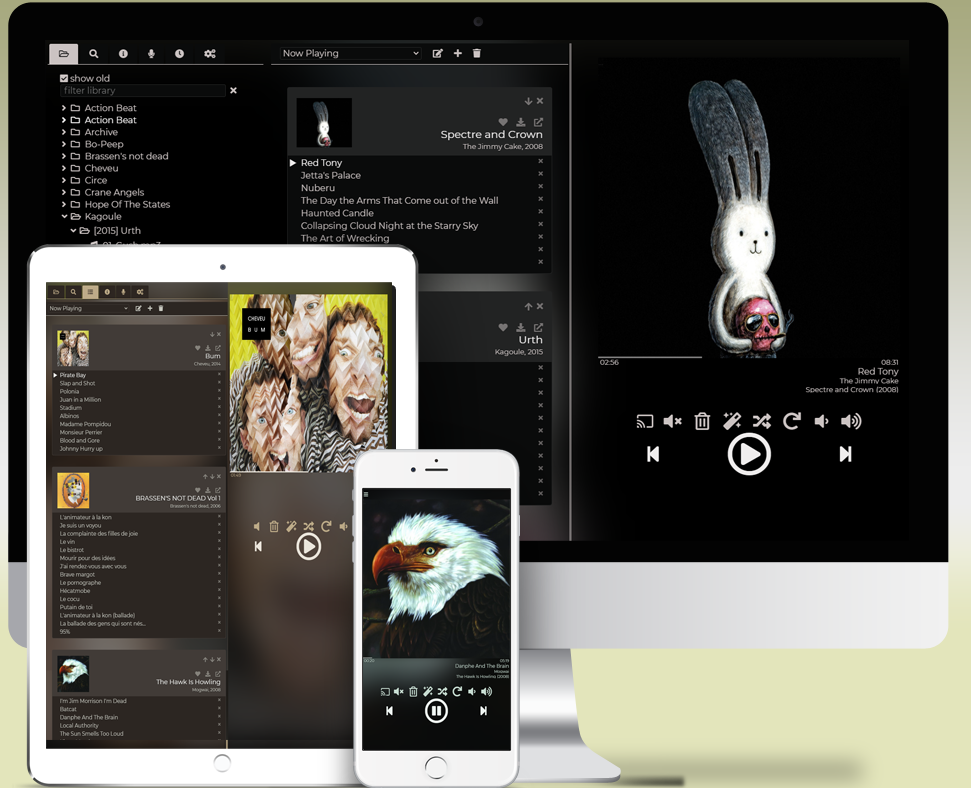 Now Playing
show old
filter library
Action Beat
Action Beat
Archive
Bo-Peep
Brassen's not dead
Cheveu
Circe
Crane Angels
Hope Of The States
Kagoule
[2015] Urth
Spectre and Crown
The Jimmy Cake, 2008
Red Tony
Jetta's Palace
Nuberu
The Day the Arms That Come out of the Wall
Haunted Candle
Collapsing Cloud Night at the Starry Sky
The Art of Wrecking
Urth
Kagoule, 2015
02:56
08:31
Red Tony
The Jimmy Cake
Spectre and Crown (2008)
Now Playing
Bum
Cheveu, 2014
Pirate Bay
Slap and Shot
Polonia
Juan in a Million
Stadium
Albinos
Madame Pompidou
Monsieur Perrier
Blood and Gore
Johnny Hurry up
BRASSEN'S NOT DEAD Vol 1
Brassen's not dead, 2006
L'animateur à la kon
Je suis un voyou
La complainte des filles de joie
Le vin
Le bistrot
Mourir pour des idées
J'ai rendez-vous avec vous
Brave margot
Le pornographe
Hécatmobe
Le cocu
Putain de toi
L'animateur à la kon (ballade)
La ballade des gens qui sont nés...
95%
The Hawk Is Howling
Mogwai, 2008
I'm Jim Morrison I'm Dead
Batcat
Danphe And The Brain
Local Authority
The Sun Smells Too Loud
CHEVEU
BUM
Danphe And The Brain
Mogwai
The Hawk Is Howling (2008)